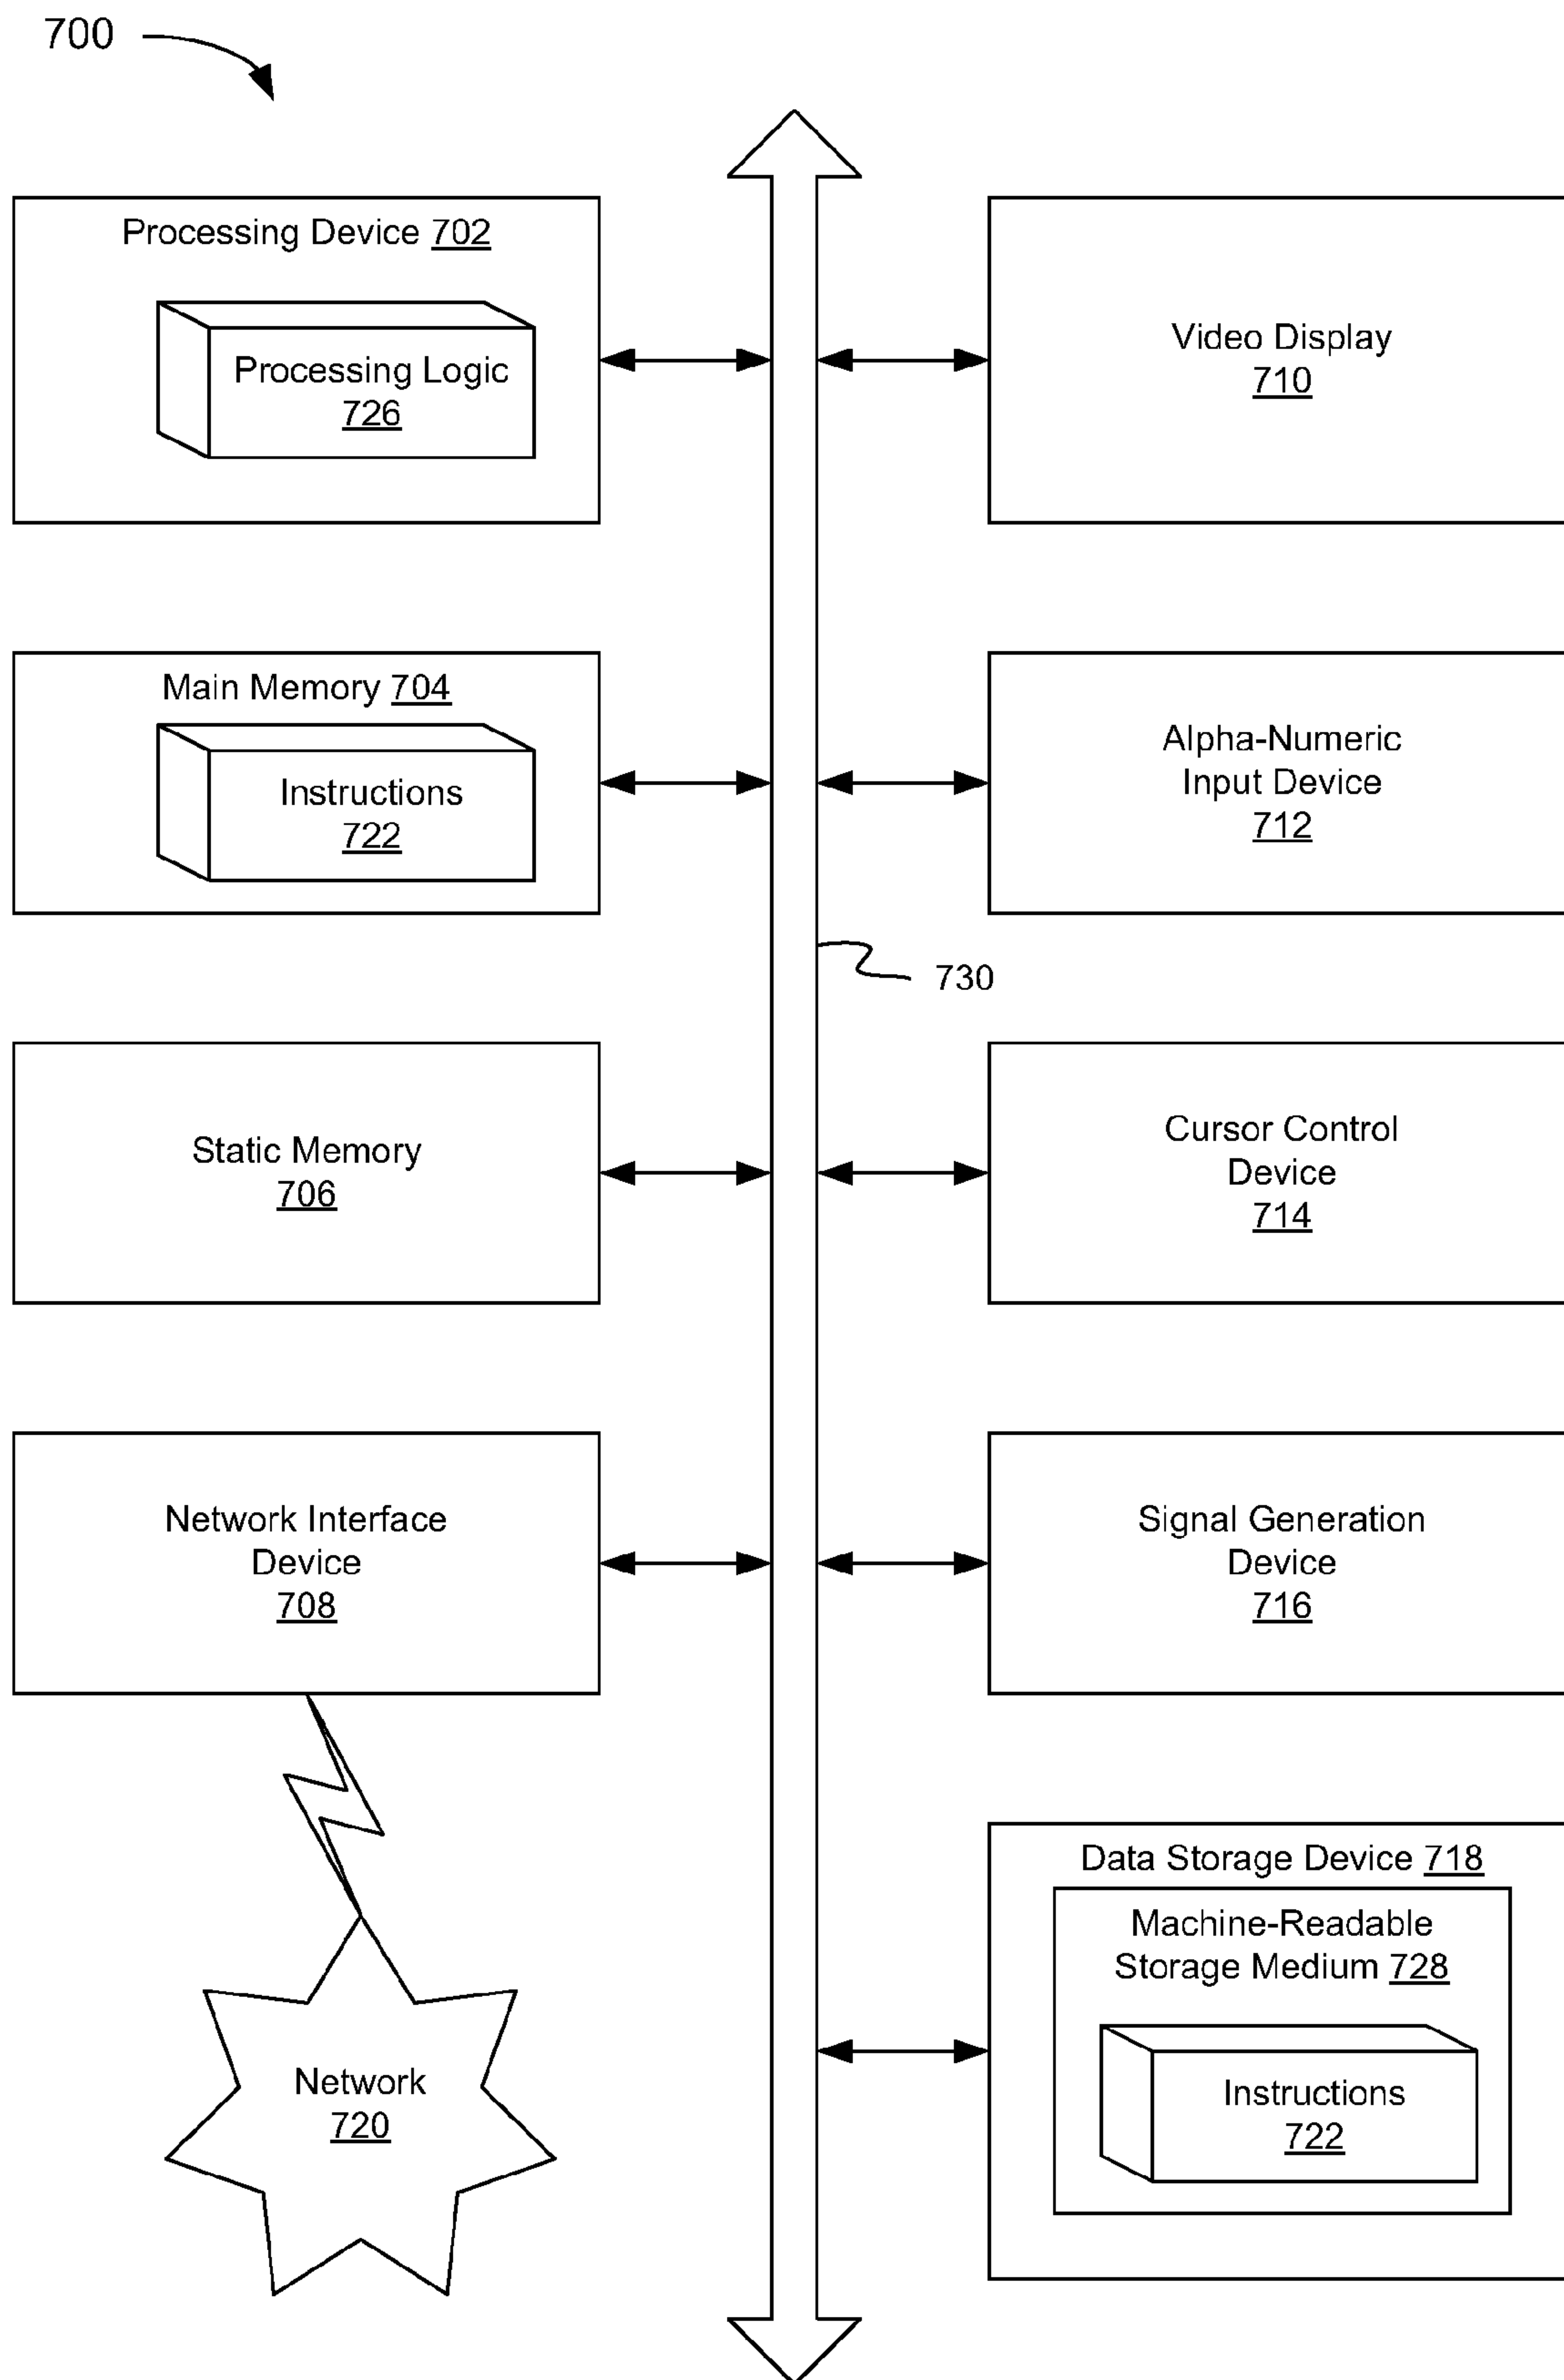 700
Processing Device 702
Processing Logic
726
Video Display
710
Main Memory 704
Instructions
722
Alpha-Numeric
Input Device
712
730
Static Memory
706
Cursor Control
Device
714
Network Interface
Device
708
Signal Generation
Device
716
Data Storage Device 718
Machine-Readable
Storage Medium 728
Instructions
722
Network
720